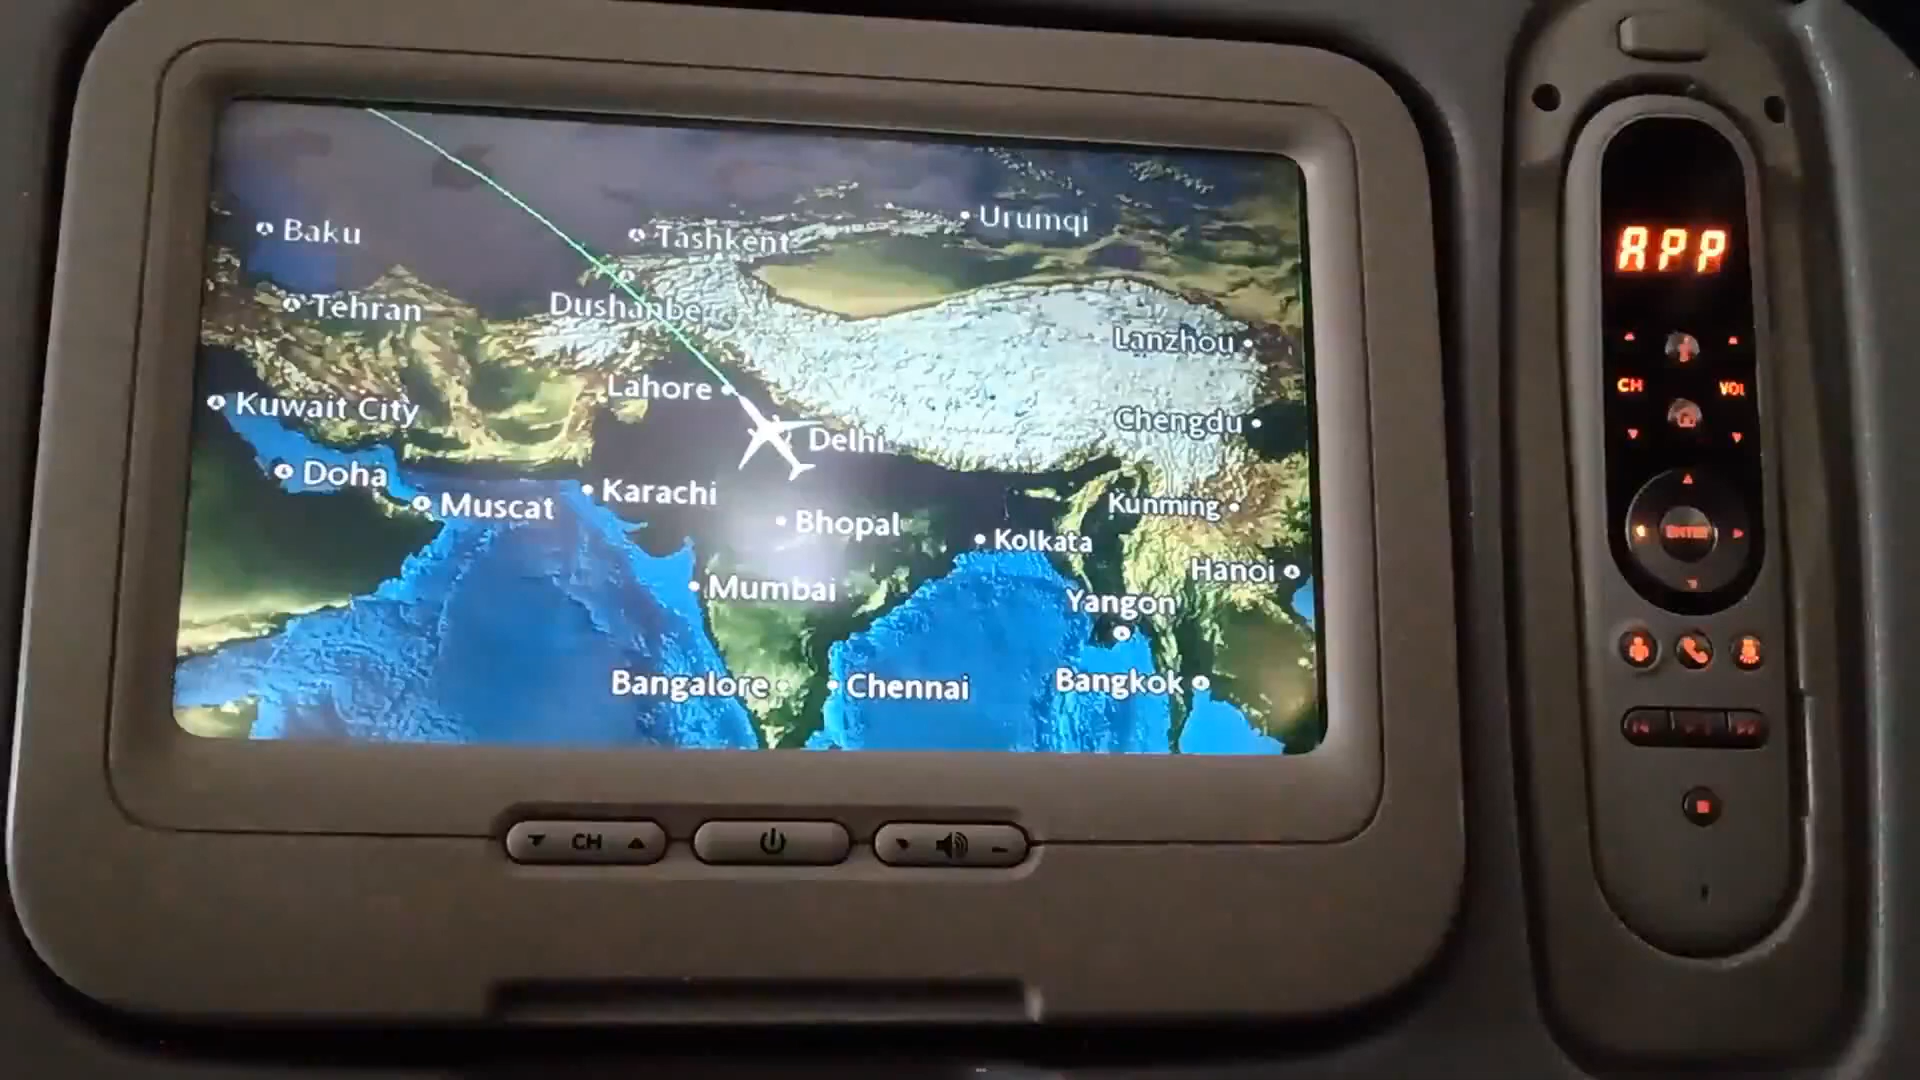 Urumqi
Baku
Tashkent
Dushanbe
Tehran
Lanzhou
Lahore
Kuwait City
Chengdu
Delhi
Doha
Karachi
Muscat
Kunming
Bhopal
Kolkata
Hanoi
Mumbai
Yangon
Bangalore
Chennai
Bangkok
CH
APP
CH
VOL
ENTER